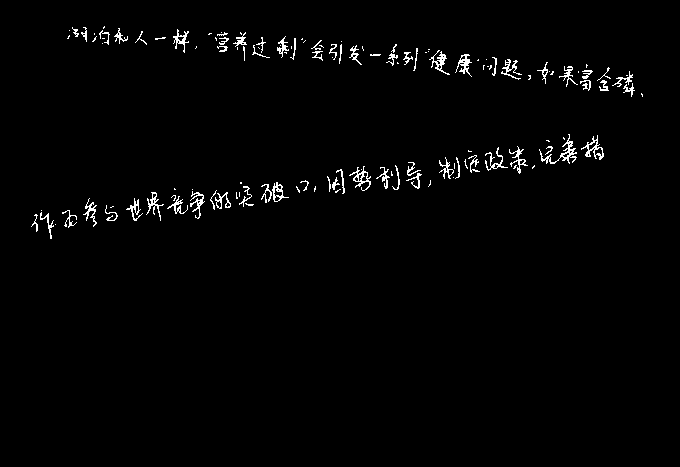 湖泊和人一样,"营养过剩"会引发一系列"健康"问题,如果富含磷、
作为参与世界竞争的突破口,因势利导,制定政策,完善措